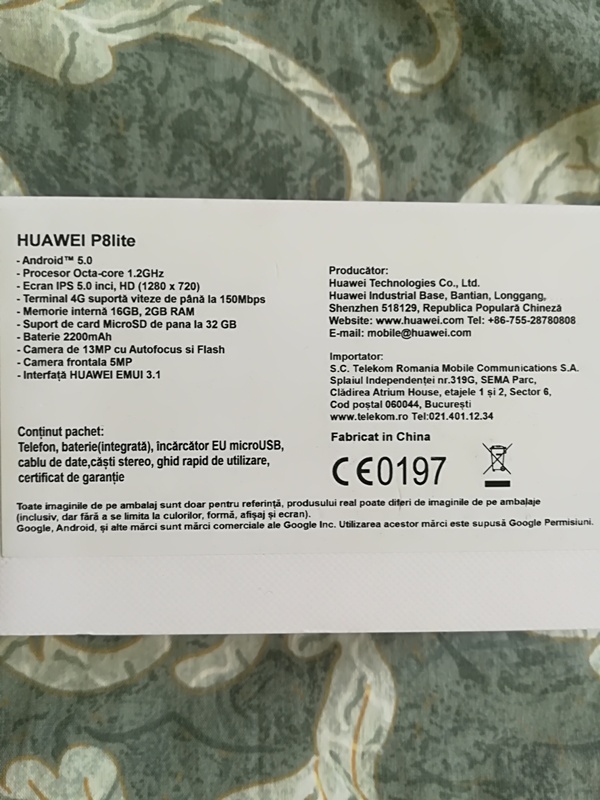 HUAWEI P8lite
- Android™ 5.0
- Procesor Octa-core 1.2GHz
- Ecran IPS 5.0 inci, HD (1280 x 720)
- Terminal 4G suportă viteze de până la 150Mbps
- Memorie internă 16GB, 2GB RAM
- Suport de card MicroSD de pana la 32 GB
- Baterie 2200mAh
- Camera de 13MP cu Autofocus si Flash
- Camera frontala 5MP
- Interfață HUAWEI EMUI 3.1
Conținut pachet:
Telefon, baterie(integrată), încărcător EU microUSB,
cablu de date,căști stereo, ghid rapid de utilizare,
certificat de garanție
Producător:
Huawei Technologies Co., Ltd.
Huawei Industrial Base, Bantian, Longgang,
Shenzhen 518129, Republica Populară Chineză
Website: www.huawei.com Tel: +86-755-28780808
E-mail: mobile@huawei.com
Importator:
S.C. Telekom Romania Mobile Communications S.A.
Splaiul Independenței nr.319G, SEMA Parc,
Clădirea Atrium House, etajele 1 și 2, Sector 6,
Cod poștal 060044, București
www.telekom.ro Tel:021.401.12.34
Fabricat in China
CE0197
Toate imaginile de pe ambalaj sunt doar pentru referință, produsului real poate diferi de imaginile de pe ambalaje
(inclusiv, dar fără a se limita la culorilor, formă, afișaj și ecran).
Google, Android, și alte mărci sunt mărci comerciale ale Google Inc. Utilizarea acestor mărci este supusă Google Permisiuni.